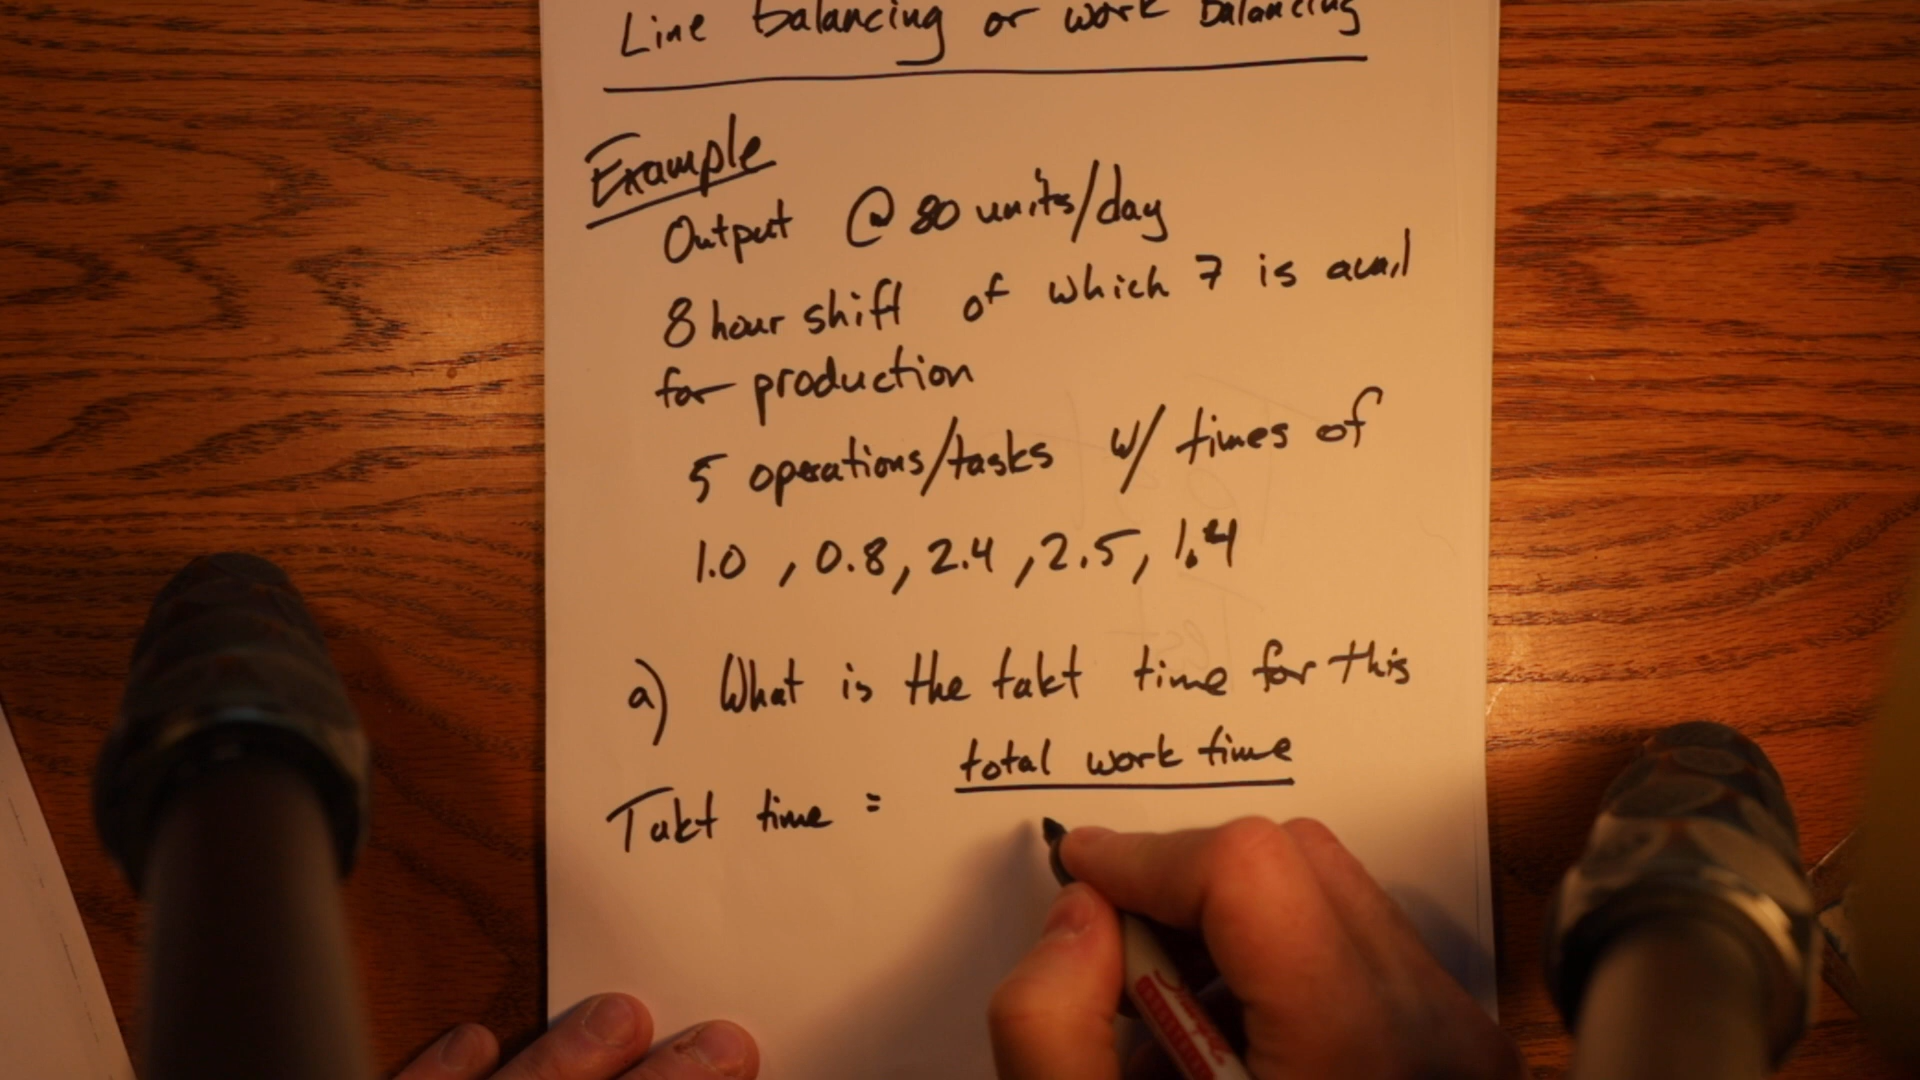 Line balancing or work balancing
Example
Output @ 80 units/day
8 hour shift of which 7 is avail
for production
5 operations/tasks w/ times of
1.0, 0.8, 2.4, 2.5, 1.4
a) What is the takt time for this
total work time
Takt time =